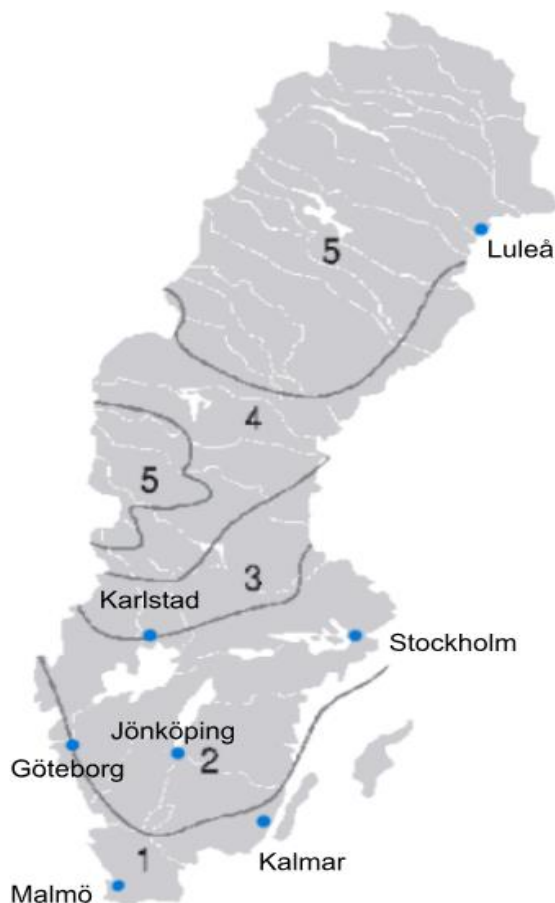 5
Luleå
4
5
3
Karlstad
Stockholm
Jönköping
2
Göteborg
1
Kalmar
Malmö